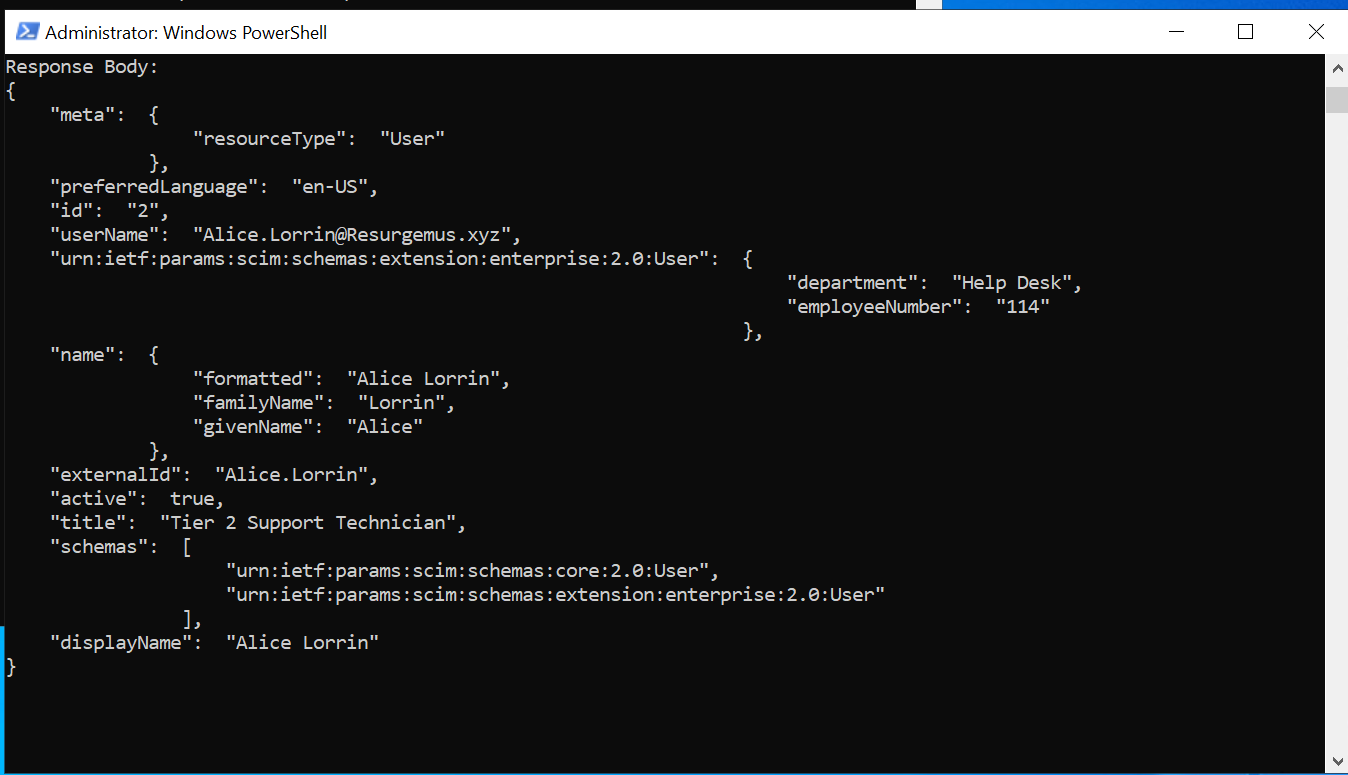 Administrator: Windows PowerShell
Response Body:
{
    "meta":  {
                 "resourceType":  "User"
             },
    "preferredLanguage":  "en-US",
    "id":  "2",
    "userName":  "Alice.Lorrin@Resurgemus.xyz",
    "urn:ietf:params:scim:schemas:extension:enterprise:2.0:User":  {
                                                                       "department":  "Help Desk",
                                                                       "employeeNumber":  "114"
                                                                   },
    "name":  {
                 "formatted":  "Alice Lorrin",
                 "familyName":  "Lorrin",
                 "givenName":  "Alice"
             },
    "externalId":  "Alice.Lorrin",
    "active":  true,
    "title":  "Tier 2 Support Technician",
    "schemas":  [
                    "urn:ietf:params:scim:schemas:core:2.0:User",
                    "urn:ietf:params:scim:schemas:extension:enterprise:2.0:User"
                ],
    "displayName":  "Alice Lorrin"
}